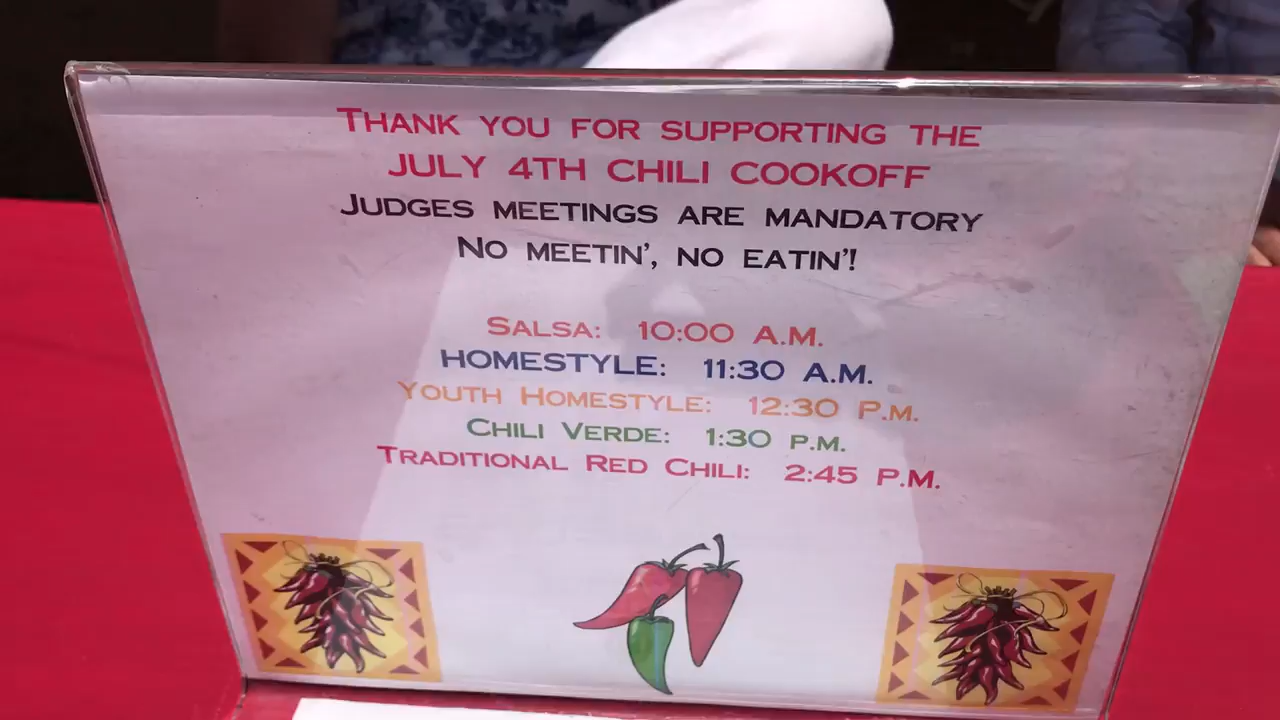 THANK YOU FOR SUPPORTING THE
JULY 4TH CHILI COOKOFF
JUDGES MEETINGS ARE MANDATORY
NO MEETIN', NO EATIN'!
SALSA: 10:00 A.M.
HOMESTYLE: 11:30 A.M.
YOUTH HOMESTYLE: 12:30 P.M.
CHILI VERDE: 1:30 P.M.
TRADITIONAL RED CHILI: 2:45 P.M.